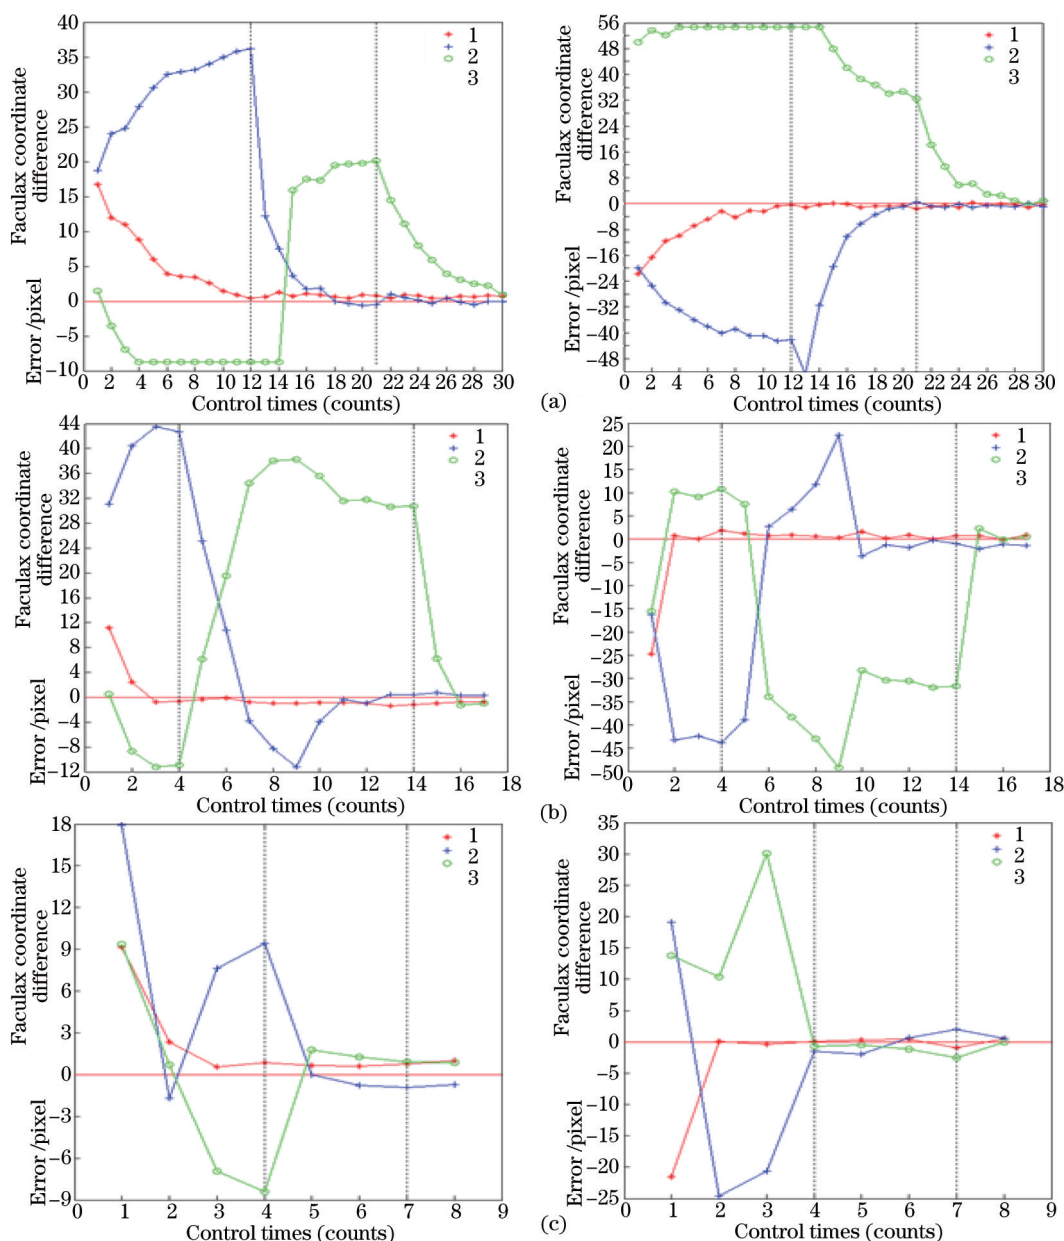 40
35
30
25
20
15
10
5
0
−5
−10
Faculax coordinate
difference
Error /pixel
1
2
3
0 2 4 6 8 10 12 14 16 18 20 22 24 26 28 30
Control times (counts)
56
48
40
32
24
16
8
0
−8
−16
−24
−32
−40
−48
Faculax coordinate
difference
Error /pixel
1
2
3
0 2 4 6 8 10 12 14 16 18 20 22 24 26 28 30
Control times (counts)
(a)
44
40
36
32
28
24
20
16
12
8
4
0
−4
−8
−12
Faculax coordinate
difference
Error /pixel
1
2
3
0 2 4 6 8 10 12 14 16 18
Control times (counts)
25
20
15
10
5
0
−5
−10
−15
−20
−25
−30
−35
−40
−45
−50
Faculax coordinate
difference
Error /pixel
1
2
3
0 2 4 6 8 10 12 14 16 18
Control times (counts)
(b)
18
15
12
9
6
3
0
−3
−6
−9
Faculax coordinate
difference
Error /pixel
1
2
3
0 1 2 3 4 5 6 7 8 9
Control times (counts)
35
30
25
20
15
10
5
0
−5
−10
−15
−20
−25
Faculax coordinate
difference
Error /pixel
1
2
3
0 1 2 3 4 5 6 7 8 9
Control times (counts)
(c)